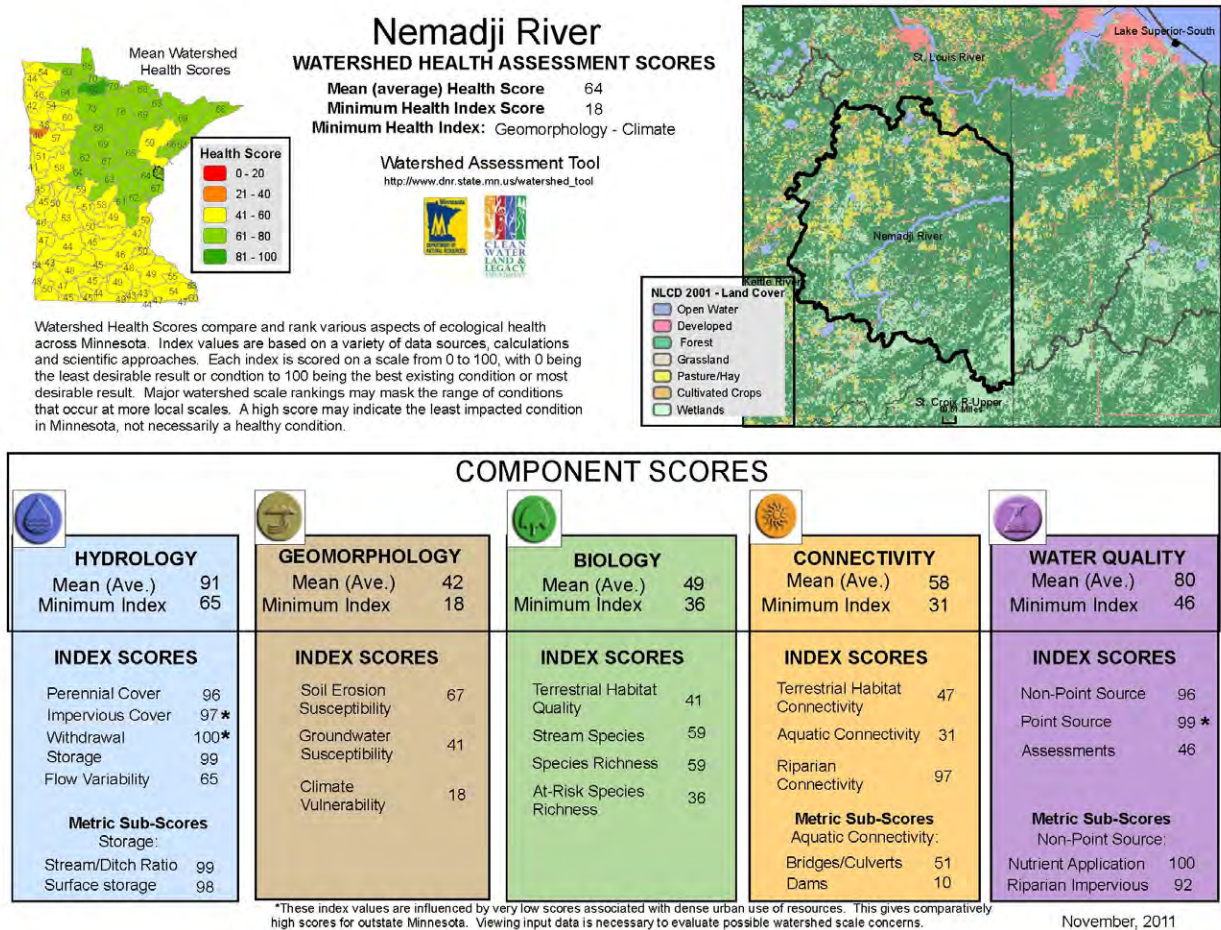 Nemadji River
WATERSHED HEALTH ASSESSMENT SCORES
Mean (average) Health Score 64
Minimum Health Index Score 18
Minimum Health Index: Geomorphology - Climate
Watershed Assessment Tool
http://www.dnr.state.mn.us/watershed_tool
Minnesota
DEPARTMENT OF
NATURAL RESOURCES
CLEAN
WATER
LAND &
LEGACY
AMENDMENT
Mean Watershed
Health Scores
Health Score
0 - 20
21 - 40
41 - 60
61 - 80
81 - 100
Watershed Health Scores compare and rank various aspects of ecological health
across Minnesota. Index values are based on a variety of data sources, calculations
and scientific approaches. Each index is scored on a scale from 0 to 100, with 0 being
the least desirable result or condtion to 100 being the best existing condition or most
desirable result. Major watershed scale rankings may mask the range of conditions
that occur at more local scales. A high score may indicate the least impacted condition
in Minnesota, not necessarily a healthy condition.
Lake Superior-South
St. Louis River
Nemadji River
Kettle River
St. Croix R-Upper
NLCD 2001 - Land Cover
Open Water
Developed
Forest
Grassland
Pasture/Hay
Cultivated Crops
Wetlands
COMPONENT SCORES
HYDROLOGY
Mean (Ave.) 91
Minimum Index 65
INDEX SCORES
Perennial Cover 96
Impervious Cover 97*
Withdrawal 100*
Storage 99
Flow Variability 65
Metric Sub-Scores
Storage:
Stream/Ditch Ratio 99
Surface storage 98
GEOMORPHOLOGY
Mean (Ave.) 42
Minimum Index 18
INDEX SCORES
Soil Erosion 67
Susceptibility
Groundwater 41
Susceptibility
Climate 18
Vulnerability
BIOLOGY
Mean (Ave.) 49
Minimum Index 36
INDEX SCORES
Terrestrial Habitat 41
Quality
Stream Species 59
Species Richness 59
At-Risk Species 36
Richness
CONNECTIVITY
Mean (Ave.) 58
Minimum Index 31
INDEX SCORES
Terrestrial Habitat 47
Connectivity
Aquatic Connectivity 31
Riparian 97
Connectivity
Metric Sub-Scores
Aquatic Connectivity:
Bridges/Culverts 51
Dams 10
WATER QUALITY
Mean (Ave.) 80
Minimum Index 46
INDEX SCORES
Non-Point Source 96
Point Source 99 *
Assessments 46
Metric Sub-Scores
Non-Point Source:
Nutrient Application 100
Riparian Impervious 92
*These index values are influenced by very low scores associated with dense urban use of resources. This gives comparatively
high scores for outstate Minnesota. Viewing input data is necessary to evaluate possible watershed scale concerns.
November, 2011